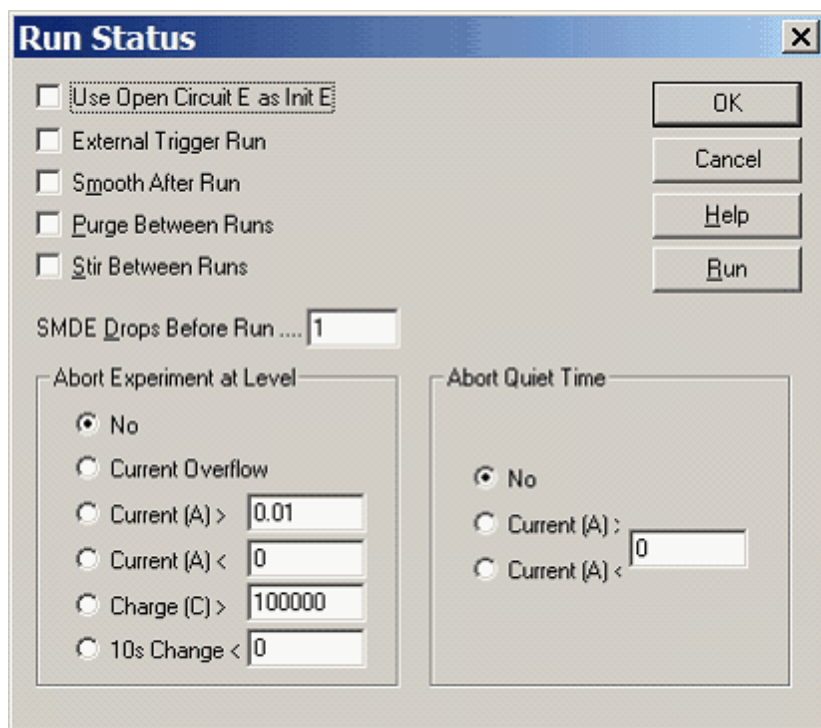 Run Status
Use Open Circuit E as Init E
External Trigger Run
Smooth After Run
Purge Between Runs
Stir Between Runs
OK
Cancel
Help
Run
SMDE Drops Before Run .... 1
Abort Experiment at Level
No
Current Overflow
Current (A) > 0.01
Current (A) < 0
Charge (C) > 100000
10s Change < 0
Abort Quiet Time
No
Current (A) >
Current (A) <
0